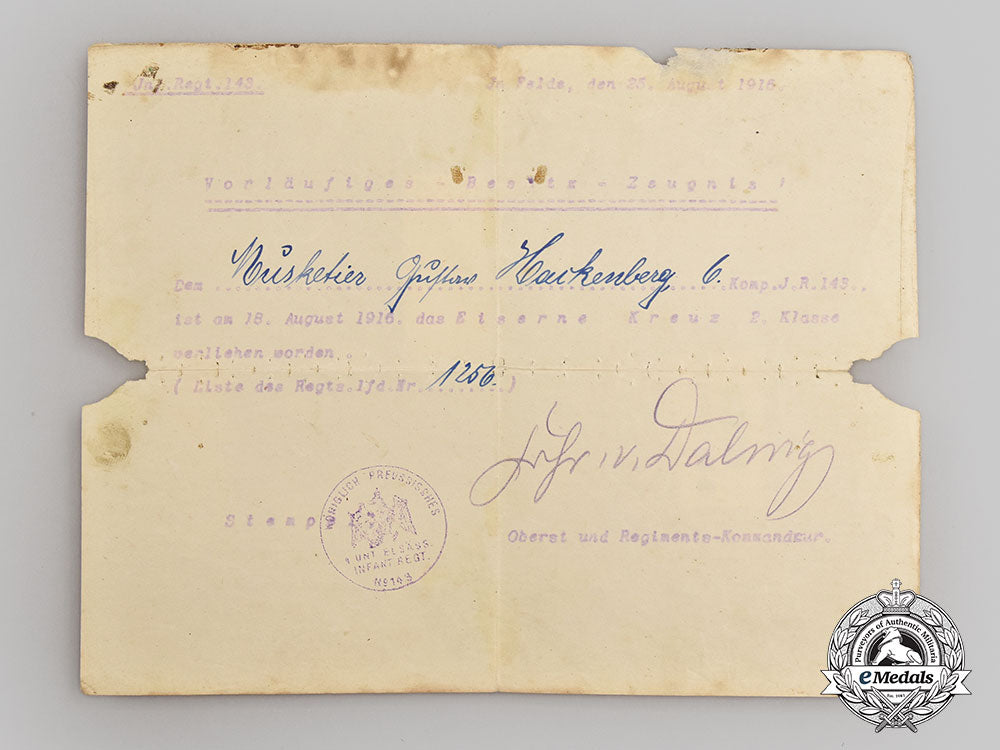 Inf.Regt.143.
Im Felde, den 25. August 1916.
Vorläufiges - Besitz - Zeugnis !
Dem Musketier Gustav Hackenberg 6. Komp.J.R.143.
ist am 18. August 1916. das Eiserne Kreuz 2. Klasse
verliehen worden.
( Liste des Regts.lfd.Nr. 1256. )
Frhr. v. Dalwig
Stempel
Oberst und Regiments-Kommandeur.
KÖNIGLICH PREUSSISCHES
4 UNT. ELSÄSS.
INFANT. REGT.
No 143
Purveyors of Authentic Militaria
eMedals